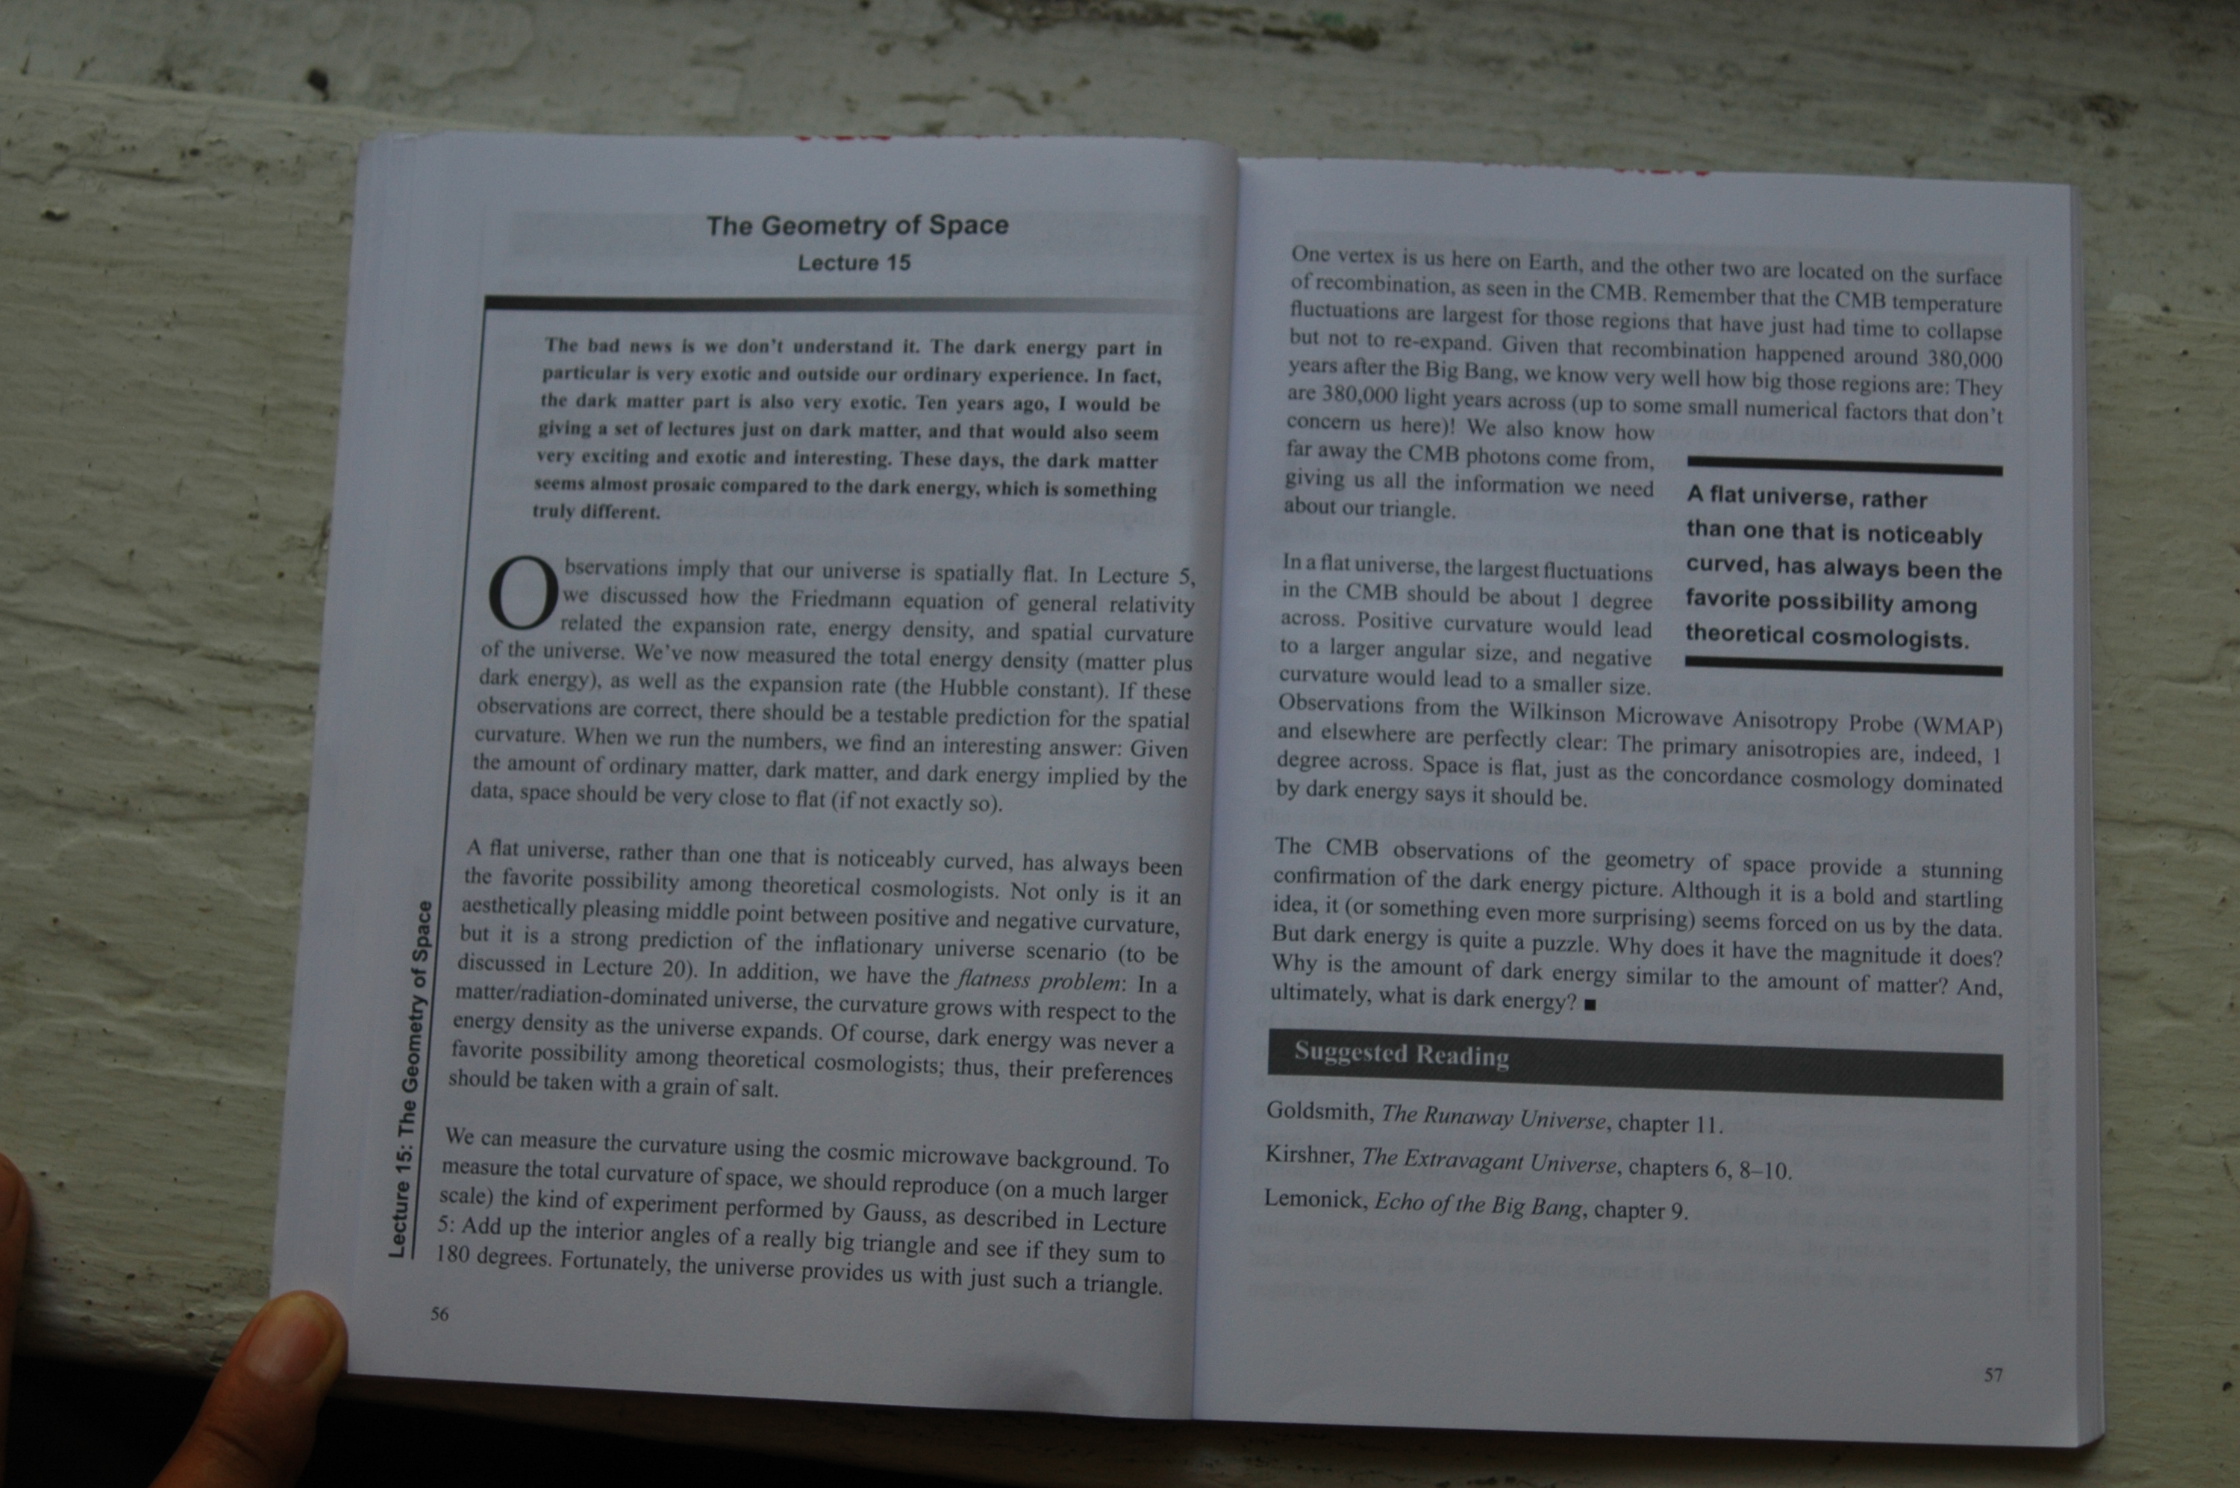 The Geometry of Space
Lecture 15
The bad news is we don't understand it. The dark energy part in
particular is very exotic and outside our ordinary experience. In fact,
the dark matter part is also very exotic. Ten years ago, I would be
giving a set of lectures just on dark matter, and that would also seem
very exciting and exotic and interesting. These days, the dark matter
seems almost prosaic compared to the dark energy, which is something
truly different.
Observations imply that our universe is spatially flat. In Lecture 5,
we discussed how the Friedmann equation of general relativity
related the expansion rate, energy density, and spatial curvature
of the universe. We've now measured the total energy density (matter plus
dark energy), as well as the expansion rate (the Hubble constant). If these
observations are correct, there should be a testable prediction for the spatial
curvature. When we run the numbers, we find an interesting answer: Given
the amount of ordinary matter, dark matter, and dark energy implied by the
data, space should be very close to flat (if not exactly so).
A flat universe, rather than one that is noticeably curved, has always been
the favorite possibility among theoretical cosmologists. Not only is it an
aesthetically pleasing middle point between positive and negative curvature,
but it is a strong prediction of the inflationary universe scenario (to be
discussed in Lecture 20). In addition, we have the flatness problem: In a
matter/radiation-dominated universe, the curvature grows with respect to the
energy density as the universe expands. Of course, dark energy was never a
favorite possibility among theoretical cosmologists; thus, their preferences
should be taken with a grain of salt.
We can measure the curvature using the cosmic microwave background. To
measure the total curvature of space, we should reproduce (on a much larger
scale) the kind of experiment performed by Gauss, as described in Lecture
5: Add up the interior angles of a really big triangle and see if they sum to
180 degrees. Fortunately, the universe provides us with just such a triangle.
Lecture 15: The Geometry of Space
56
One vertex is us here on Earth, and the other two are located on the surface
of recombination, as seen in the CMB. Remember that the CMB temperature
fluctuations are largest for those regions that have just had time to collapse
but not to re-expand. Given that recombination happened around 380,000
years after the Big Bang, we know very well how big those regions are: They
are 380,000 light years across (up to some small numerical factors that don't
concern us here)! We also know how
far away the CMB photons come from,
giving us all the information we need
about our triangle.
A flat universe, rather
than one that is noticeably
curved, has always been the
favorite possibility among
theoretical cosmologists.
In a flat universe, the largest fluctuations
in the CMB should be about 1 degree
across. Positive curvature would lead
to a larger angular size, and negative
curvature would lead to a smaller size.
Observations from the Wilkinson Microwave Anisotropy Probe (WMAP)
and elsewhere are perfectly clear: The primary anisotropies are, indeed, 1
degree across. Space is flat, just as the concordance cosmology dominated
by dark energy says it should be.
The CMB observations of the geometry of space provide a stunning
confirmation of the dark energy picture. Although it is a bold and startling
idea, it (or something even more surprising) seems forced on us by the data.
But dark energy is quite a puzzle. Why does it have the magnitude it does?
Why is the amount of dark energy similar to the amount of matter? And,
ultimately, what is dark energy? ■
Suggested Reading
Goldsmith, The Runaway Universe, chapter 11.
Kirshner, The Extravagant Universe, chapters 6, 8–10.
Lemonick, Echo of the Big Bang, chapter 9.
57